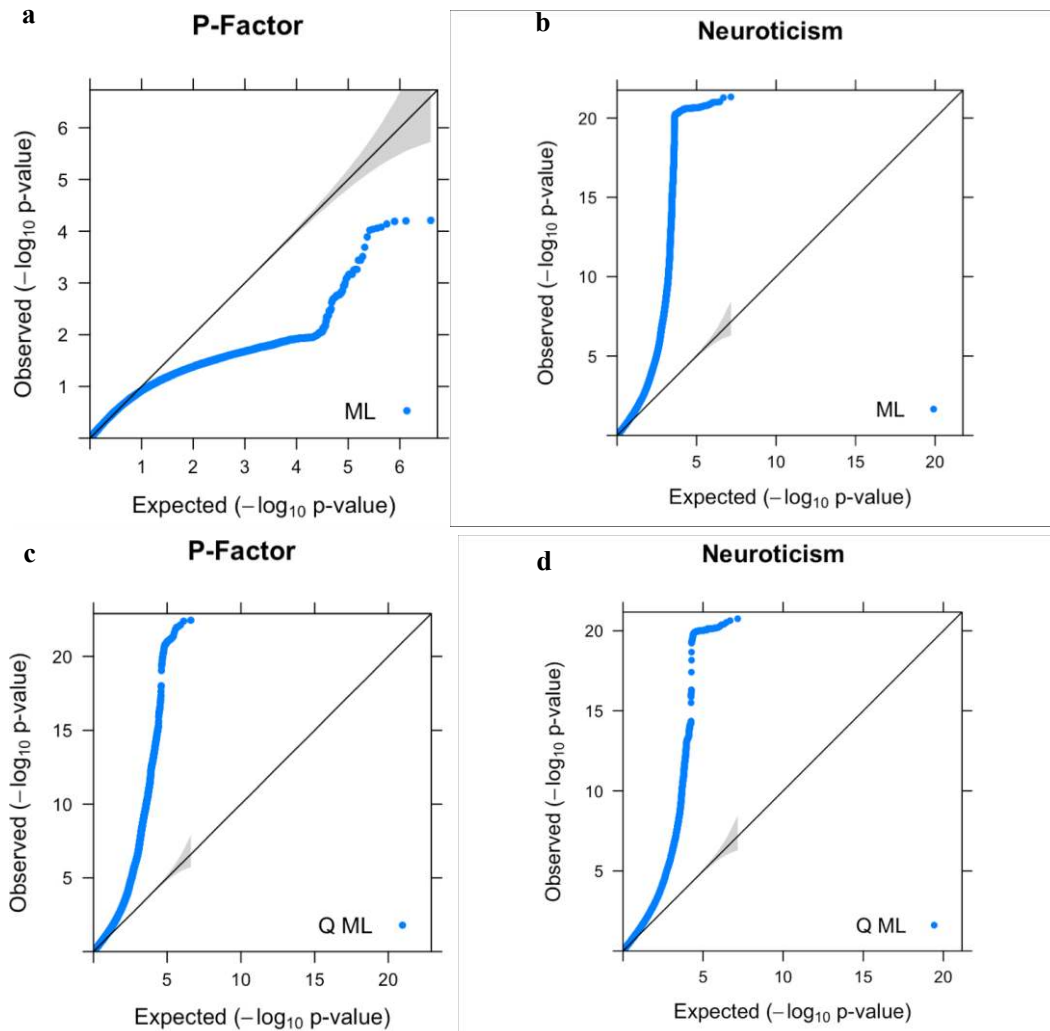 a
P-Factor
Observed (−log10 p-value)
6
5
4
3
2
1
ML
1 2 3 4 5 6
Expected (−log10 p-value)
b
Neuroticism
Observed (−log10 p-value)
20
15
10
5
ML
5 10 15 20
Expected (−log10 p-value)
c
P-Factor
Observed (−log10 p-value)
20
15
10
5
Q ML
5 10 15 20
Expected (−log10 p-value)
d
Neuroticism
Observed (−log10 p-value)
20
15
10
5
Q ML
5 10 15 20
Expected (−log10 p-value)